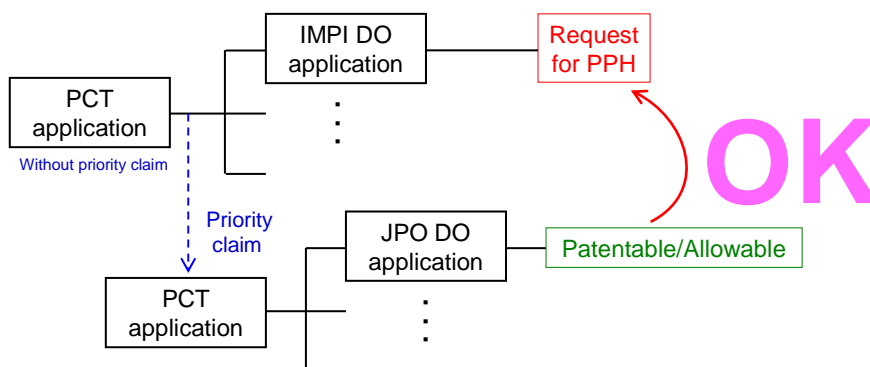 IMPI DO
application
Request
for PPH
PCT
application
Without priority claim
OK
Priority
claim
JPO DO
application
Patentable/Allowable
PCT
application